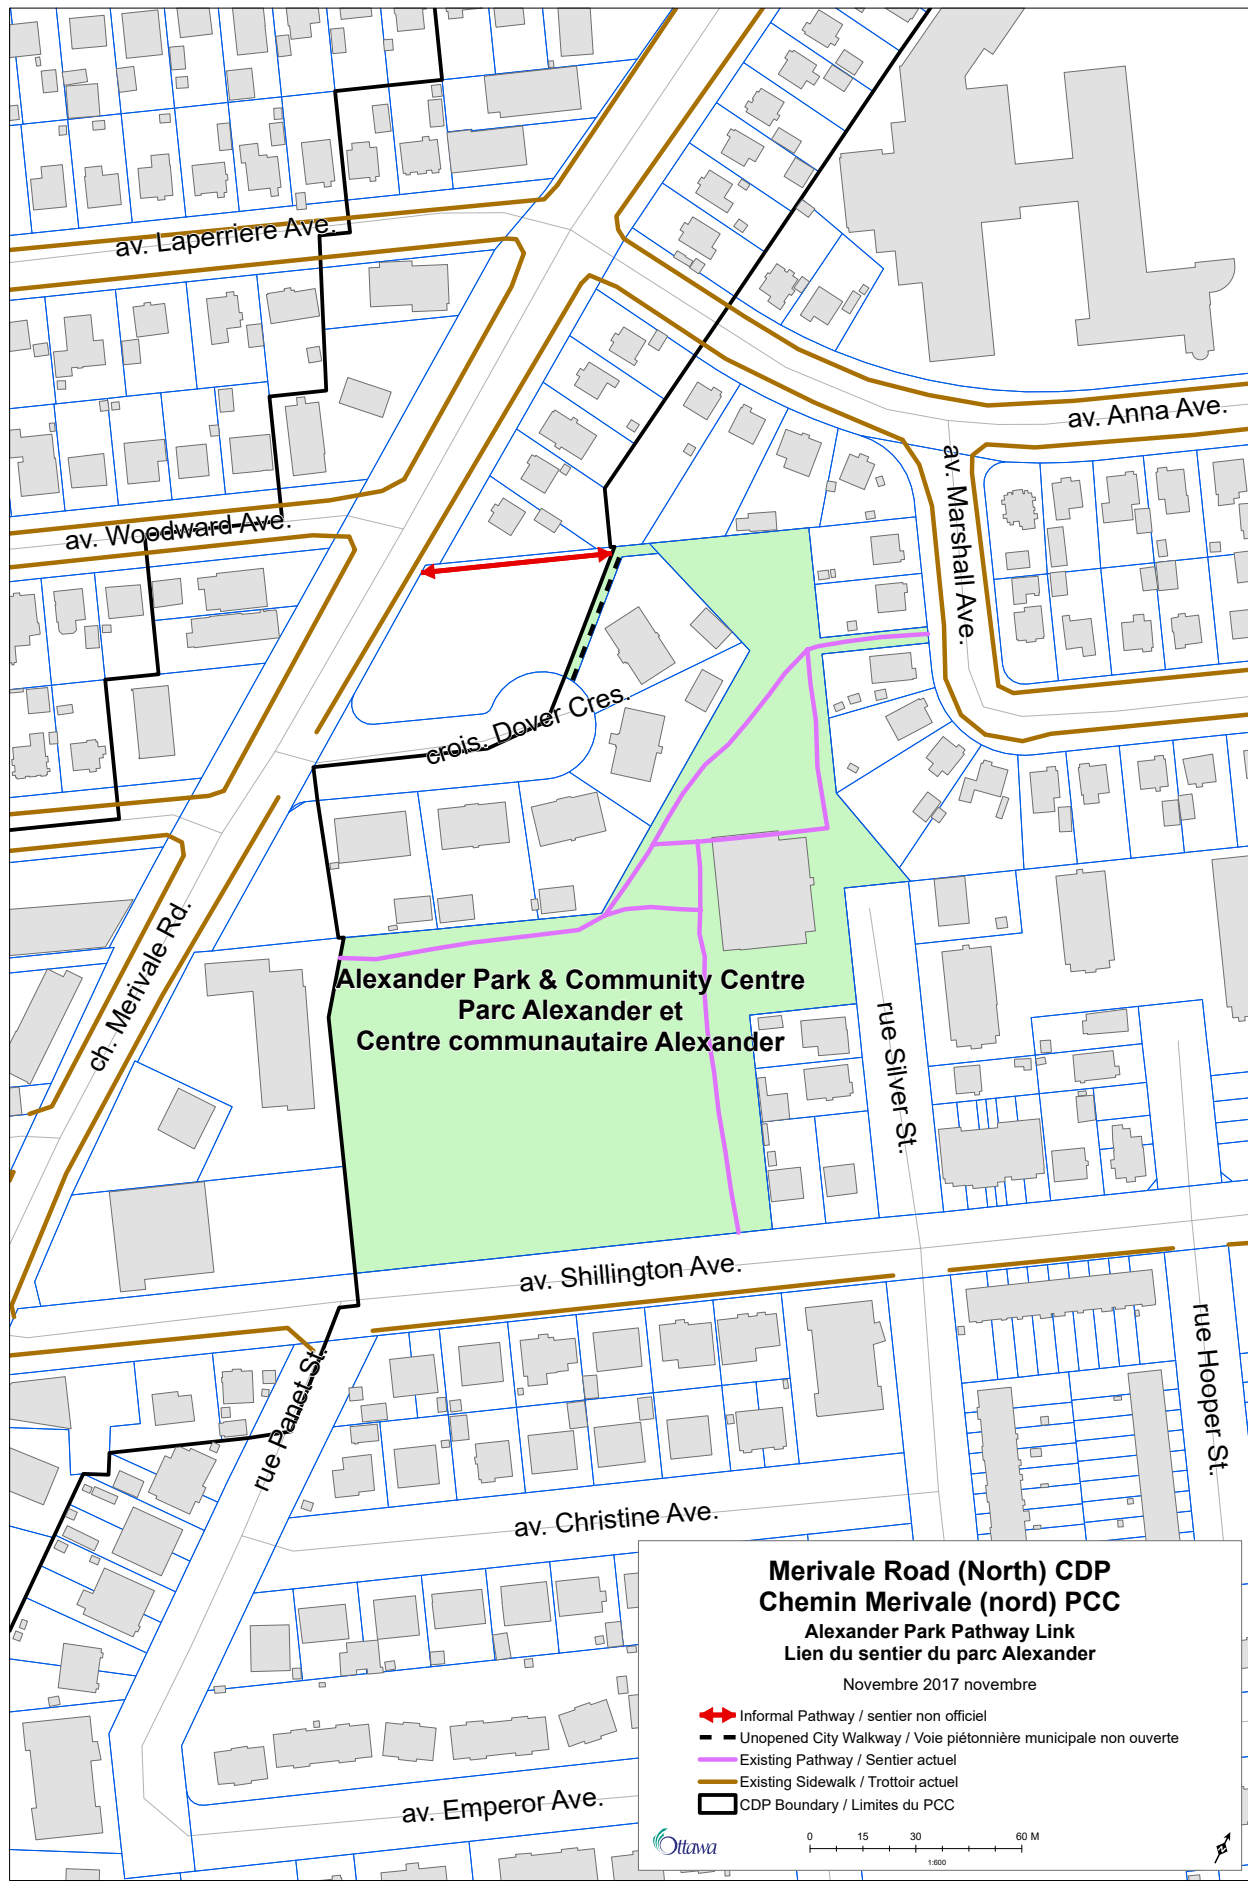 av. Laperriere Ave.
av. Anna Ave.
av. Marshall Ave.
av. Woodward Ave.
crois. Dover Cres.
ch. Merivale Rd.
Alexander Park & Community Centre
Parc Alexander et
Centre communautaire Alexander
rue Silver St.
av. Shillington Ave.
rue Panet St.
rue Hooper St.
av. Christine Ave.
av. Emperor Ave.
Merivale Road (North) CDP
Chemin Merivale (nord) PCC
Alexander Park Pathway Link
Lien du sentier du parc Alexander
Novembre 2017 novembre
Informal Pathway / sentier non officiel
Unopened City Walkway / Voie piétonnière municipale non ouverte
Existing Pathway / Sentier actuel
Existing Sidewalk / Trottoir actuel
CDP Boundary / Limites du PCC
Ottawa
0 15 30 60 M
1:600